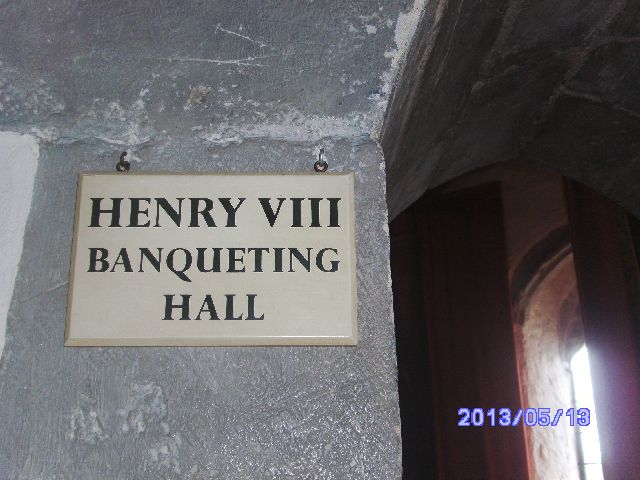 HENRY VIII
BANQUETING
HALL
2013/05/13